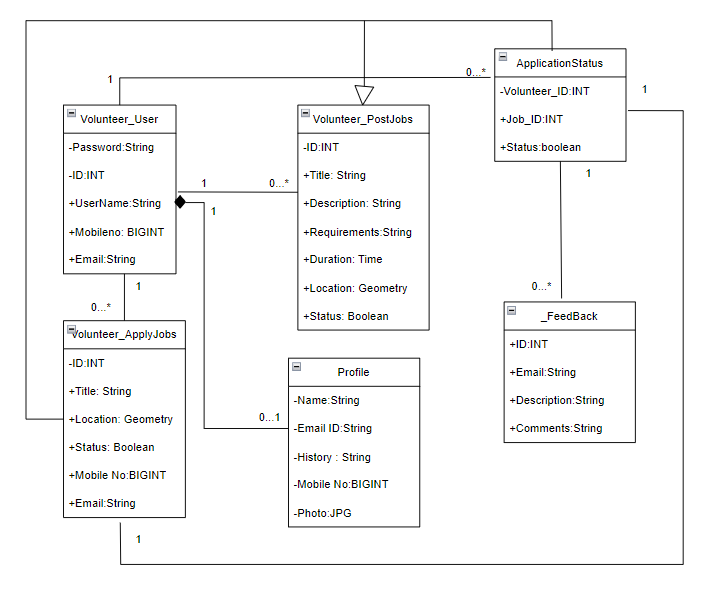 ApplicationStatus
-Volunteer_ID:INT
+Job_ID:INT
+Status:boolean
1
0...*
1
Volunteer_User
-Password:String
-ID:INT
+UserName:String
+Mobileno: BIGINT
+Email:String
Volunteer_PostJobs
-ID:INT
+Title: String
+Description: String
+Requirements:String
+Duration: Time
+Location: Geometry
+Status: Boolean
1
0...*
1
1
1
0...*
0...*
Volunteer_ApplyJobs
-ID:INT
+Title: String
+Location: Geometry
+Status: Boolean
+Mobile No:BIGINT
+Email:String
_FeedBack
+ID:INT
+Email:String
+Description:String
+Comments:String
Profile
-Name:String
-Email ID:String
-History : String
-Mobile No:BIGINT
-Photo:JPG
0...1
1